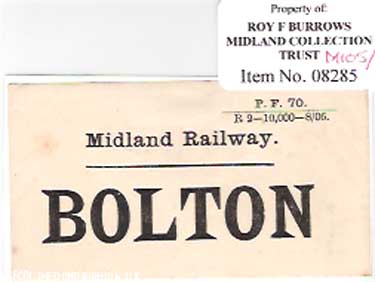 Property of:
ROY F BURROWS
MIDLAND COLLECTION
TRUST M105/
Item No. 08285
P. F. 70.
R 2—10,000—8/06.
Midland Railway.
BOLTON